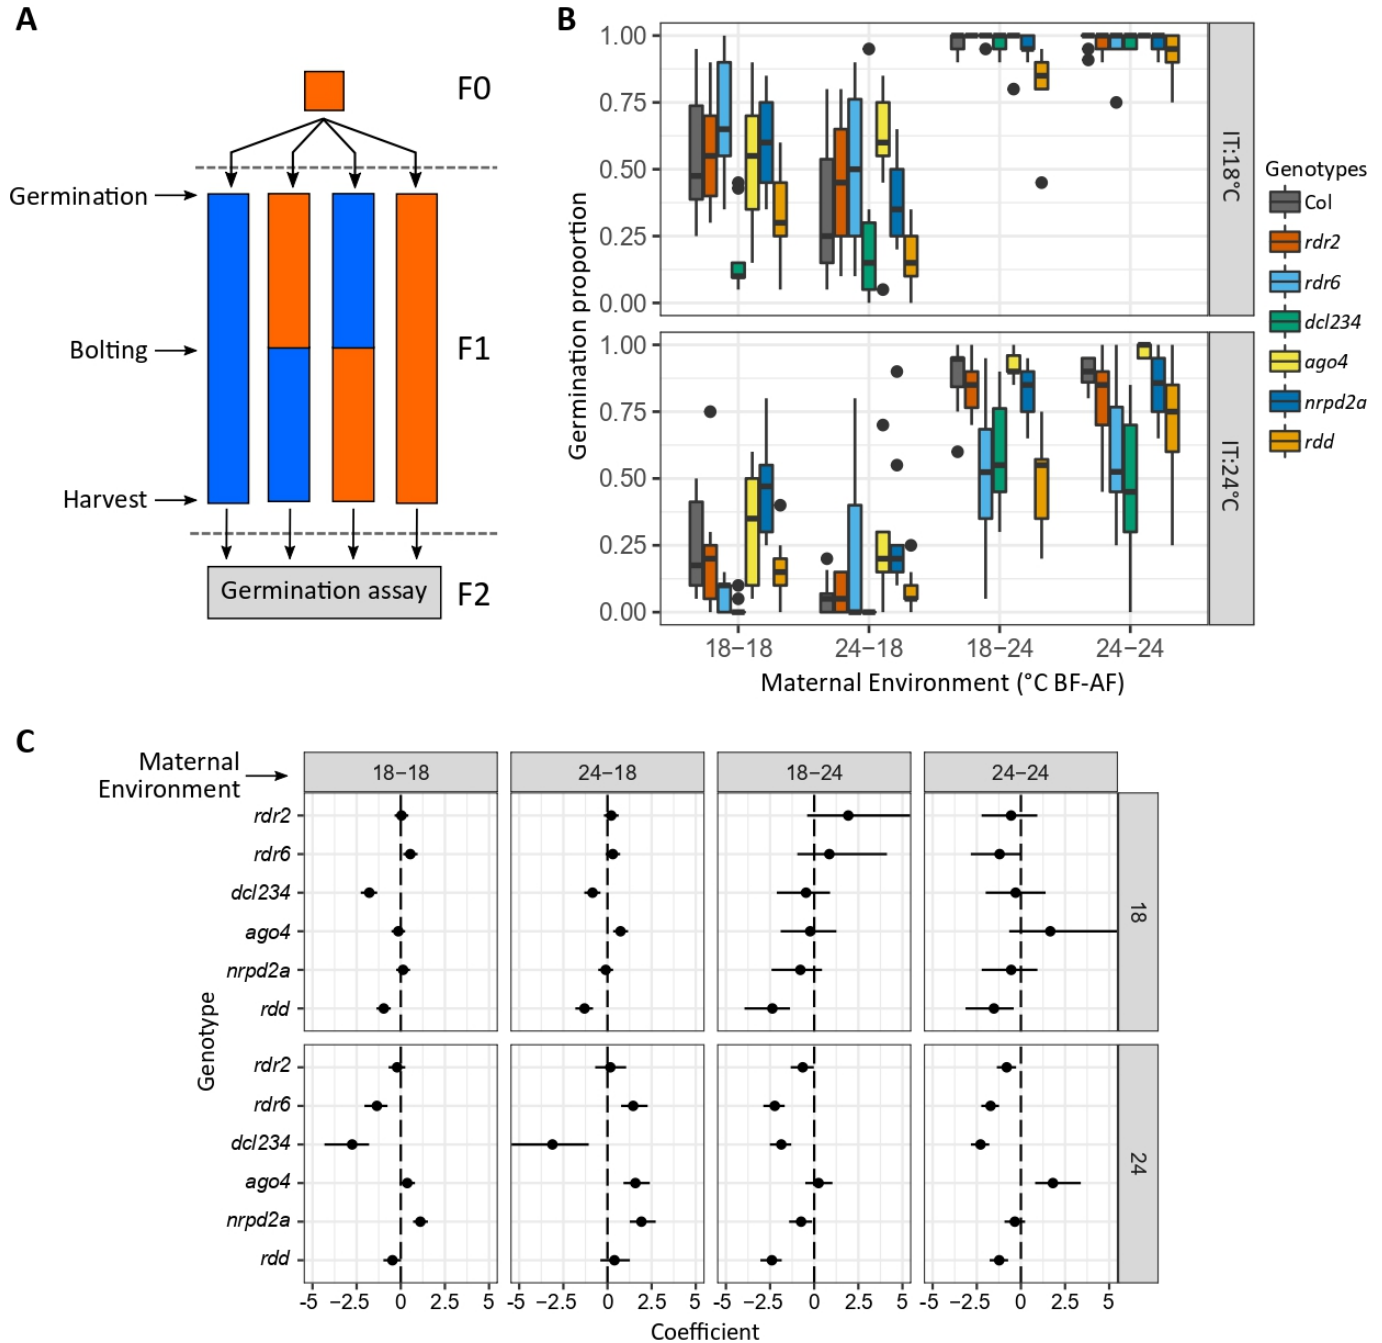 A
F0
Germination
Bolting
F1
Harvest
Germination assay
F2
B
Germination proportion
1.00
0.75
0.50
0.25
0.00
IT:18°C
1.00
0.75
0.50
0.25
0.00
IT:24°C
18−18
24−18
18−24
24−24
Maternal Environment (°C BF-AF)
Genotypes
Col
rdr2
rdr6
dcl234
ago4
nrpd2a
rdd
C
Maternal
Environment
18−18
24−18
18−24
24−24
Genotype
rdr2
rdr6
dcl234
ago4
nrpd2a
rdd
18
rdr2
rdr6
dcl234
ago4
nrpd2a
rdd
24
-5 −2.5 0 2.5 5
-5 −2.5 0 2.5 5
-5 −2.5 0 2.5 5
-5 −2.5 0 2.5 5
Coefficient